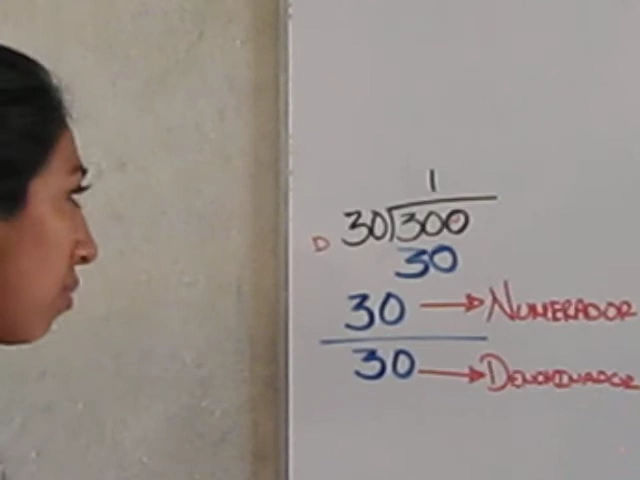 1
30)300
D
30
30 → NUMERADOR
30 → DENOMINADOR